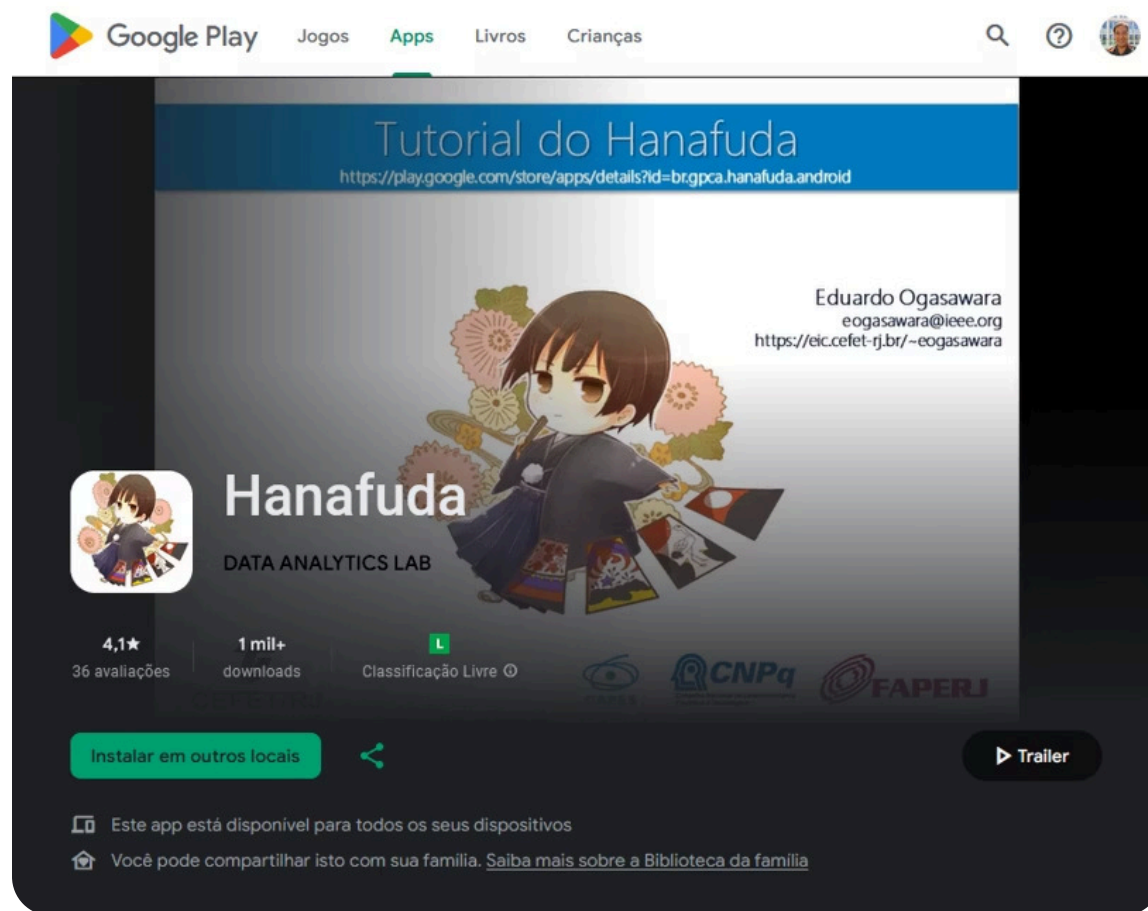 Google Play Jogos Apps Livros Crianças
Tutorial do Hanafuda
https://play.google.com/store/apps/details?id=br.gpca.hanafuda.android
Eduardo Ogasawara
eogasawara@ieee.org
https://eic.cefet-rj.br/~eogasawara
Hanafuda
DATA ANALYTICS LAB
4,1★ 1 mil+ L
36 avaliações downloads Classificação Livre
CEFET/RJ CAPES CNPq FAPERJ
Instalar em outros locais Trailer
Este app está disponível para todos os seus dispositivos
Você pode compartilhar isto com sua família. Saiba mais sobre a Biblioteca da família